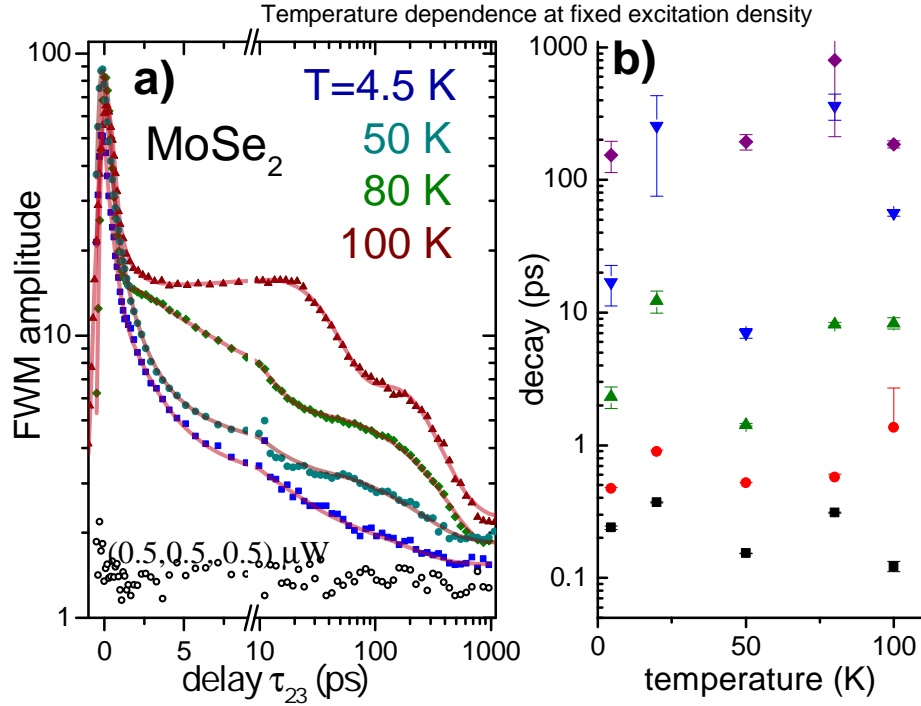 Temperature dependence at fixed excitation density
a)
T=4.5 K
50 K
80 K
100 K
MoSe₂
(0.5,0.5,0.5) µW
FWM amplitude
100
10
1
0 5 10 100 1000
delay τ₂₃ (ps)
b)
decay (ps)
1000
100
10
1
0.1
0 50 100
temperature (K)